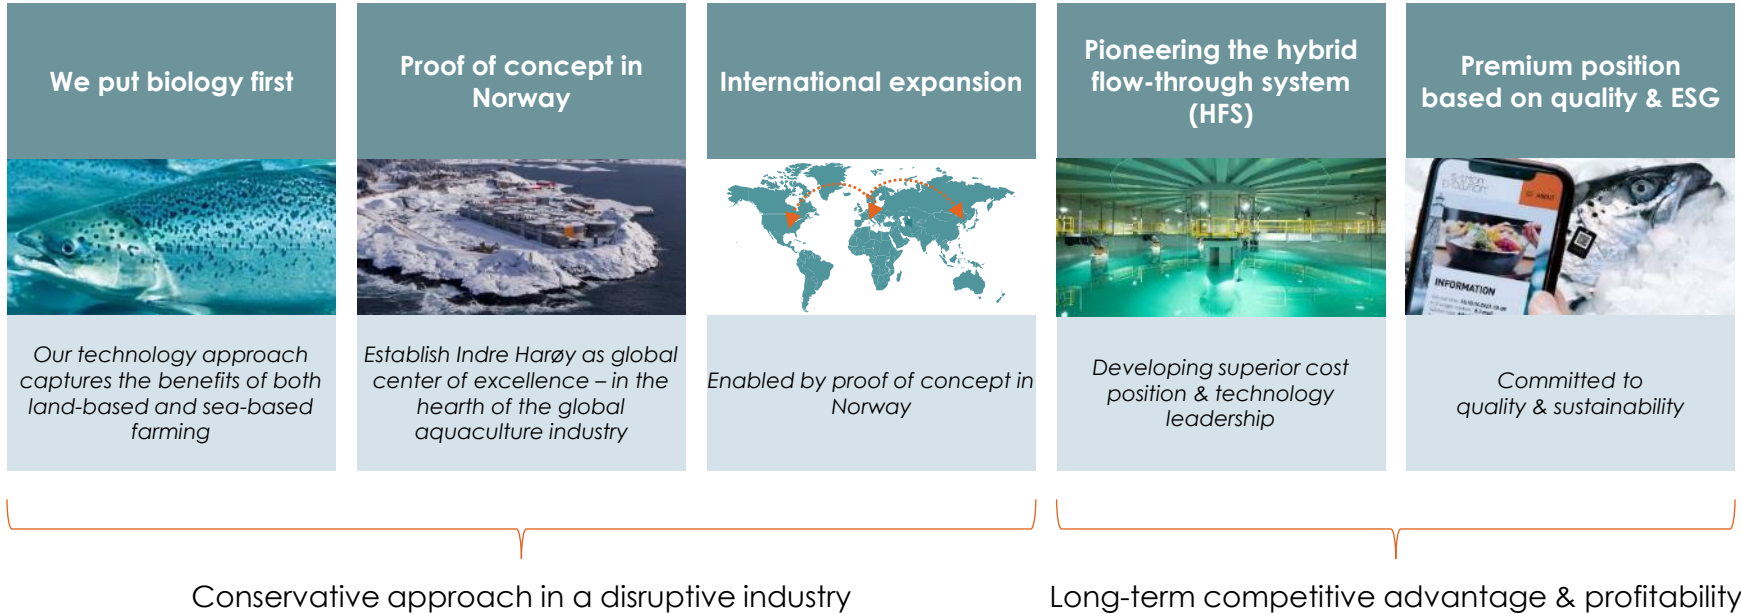 We put biology first
Proof of concept in
Norway
International expansion
Pioneering the hybrid
flow-through system
(HFS)
Premium position
based on quality & ESG
SALMON
EVOLUTION
ABOUT
INFORMATION
Our technology approach
captures the benefits of both
land-based and sea-based
farming
Establish Indre Harøy as global
center of excellence – in the
hearth of the global
aquaculture industry
Enabled by proof of concept in
Norway
Developing superior cost
position & technology
leadership
Committed to
quality & sustainability
Conservative approach in a disruptive industry
Long-term competitive advantage & profitability